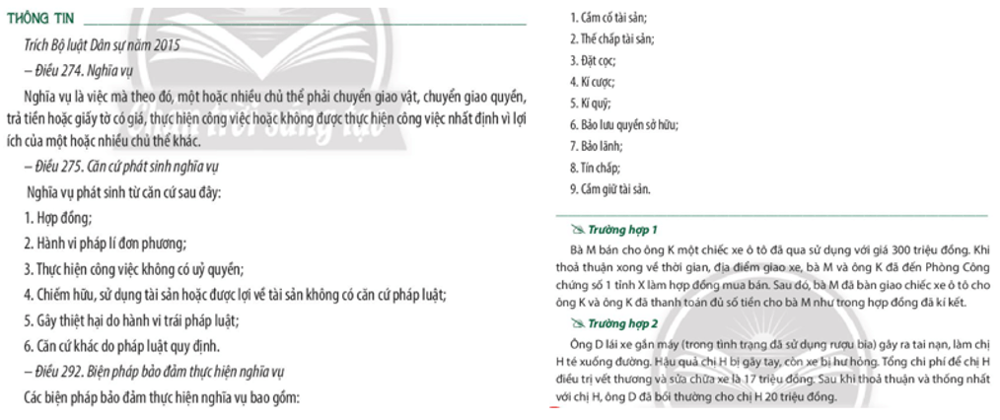 THÔNG TIN
Trích Bộ luật Dân sự năm 2015
– Điều 274. Nghĩa vụ
Nghĩa vụ là việc mà theo đó, một hoặc nhiều chủ thể phải chuyển giao vật, chuyển giao quyền,
trả tiền hoặc giấy tờ có giá, thực hiện công việc hoặc không được thực hiện công việc nhất định vì lợi
ích của một hoặc nhiều chủ thể khác.
– Điều 275. Căn cứ phát sinh nghĩa vụ
Nghĩa vụ phát sinh từ căn cứ sau đây:
1. Hợp đồng;
2. Hành vi pháp lí đơn phương;
3. Thực hiện công việc không có uỷ quyền;
4. Chiếm hữu, sử dụng tài sản hoặc được lợi về tài sản không có căn cứ pháp luật;
5. Gây thiệt hại do hành vi trái pháp luật;
6. Căn cứ khác do pháp luật quy định.
– Điều 292. Biện pháp bảo đảm thực hiện nghĩa vụ
Các biện pháp bảo đảm thực hiện nghĩa vụ bao gồm:
Chân trời sáng tạo
1. Cầm cố tài sản;
2. Thế chấp tài sản;
3. Đặt cọc;
4. Kí cược;
5. Kí quỹ;
6. Bảo lưu quyền sở hữu;
7. Bảo lãnh;
8. Tín chấp;
9. Cầm giữ tài sản.
Trường hợp 1
Bà M bán cho ông K một chiếc xe ô tô đã qua sử dụng với giá 300 triệu đồng. Khi
thoả thuận xong về thời gian, địa điểm giao xe, bà M và ông K đã đến Phòng Công
chứng số 1 tỉnh X làm hợp đồng mua bán. Sau đó, bà M đã bàn giao chiếc xe ô tô cho
ông K và ông K đã thanh toán đủ số tiền cho bà M như trong hợp đồng đã kí kết.
Trường hợp 2
Ông D lái xe gắn máy (trong tình trạng đã sử dụng rượu bia) gây ra tai nạn, làm chị
H té xuống đường. Hậu quả chị H bị gãy tay, còn xe bị hư hỏng. Tổng chi phí để chị H
điều trị vết thương và sửa chữa xe là 17 triệu đồng. Sau khi thoả thuận và thống nhất
với chị H, ông D đã bồi thường cho chị H 20 triệu đồng.